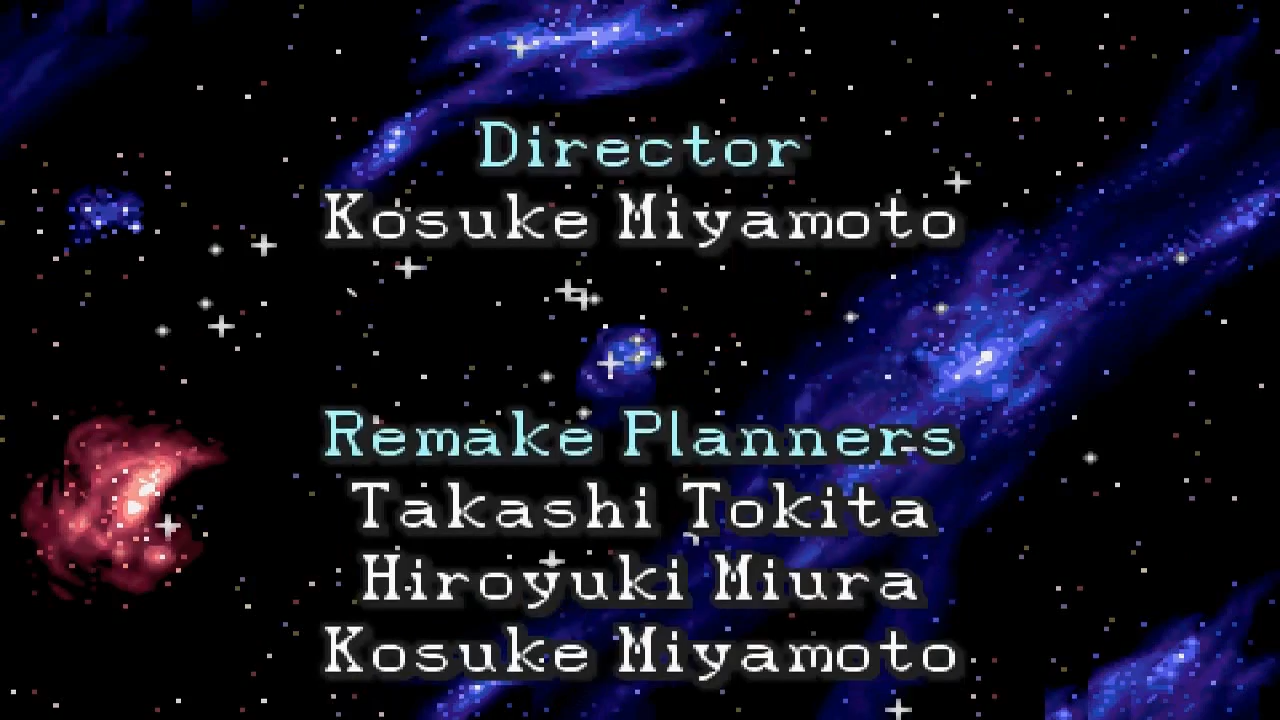 Director
Kosuke Miyamoto
Remake Planners
Takashi Tokita
Hiroyuki Miura
Kosuke Miyamoto